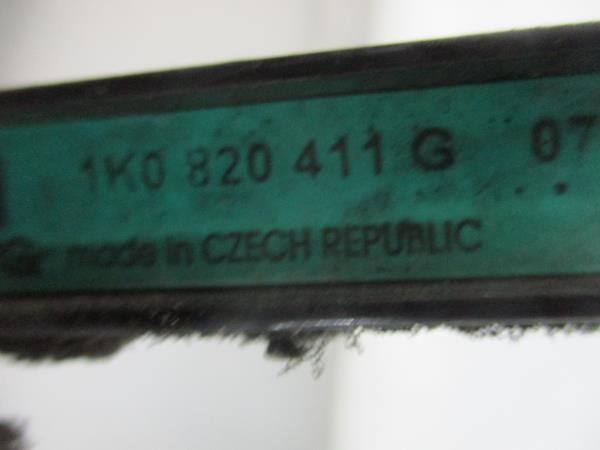 1K0 820 411 G 07
made in CZECH REPUBLIC